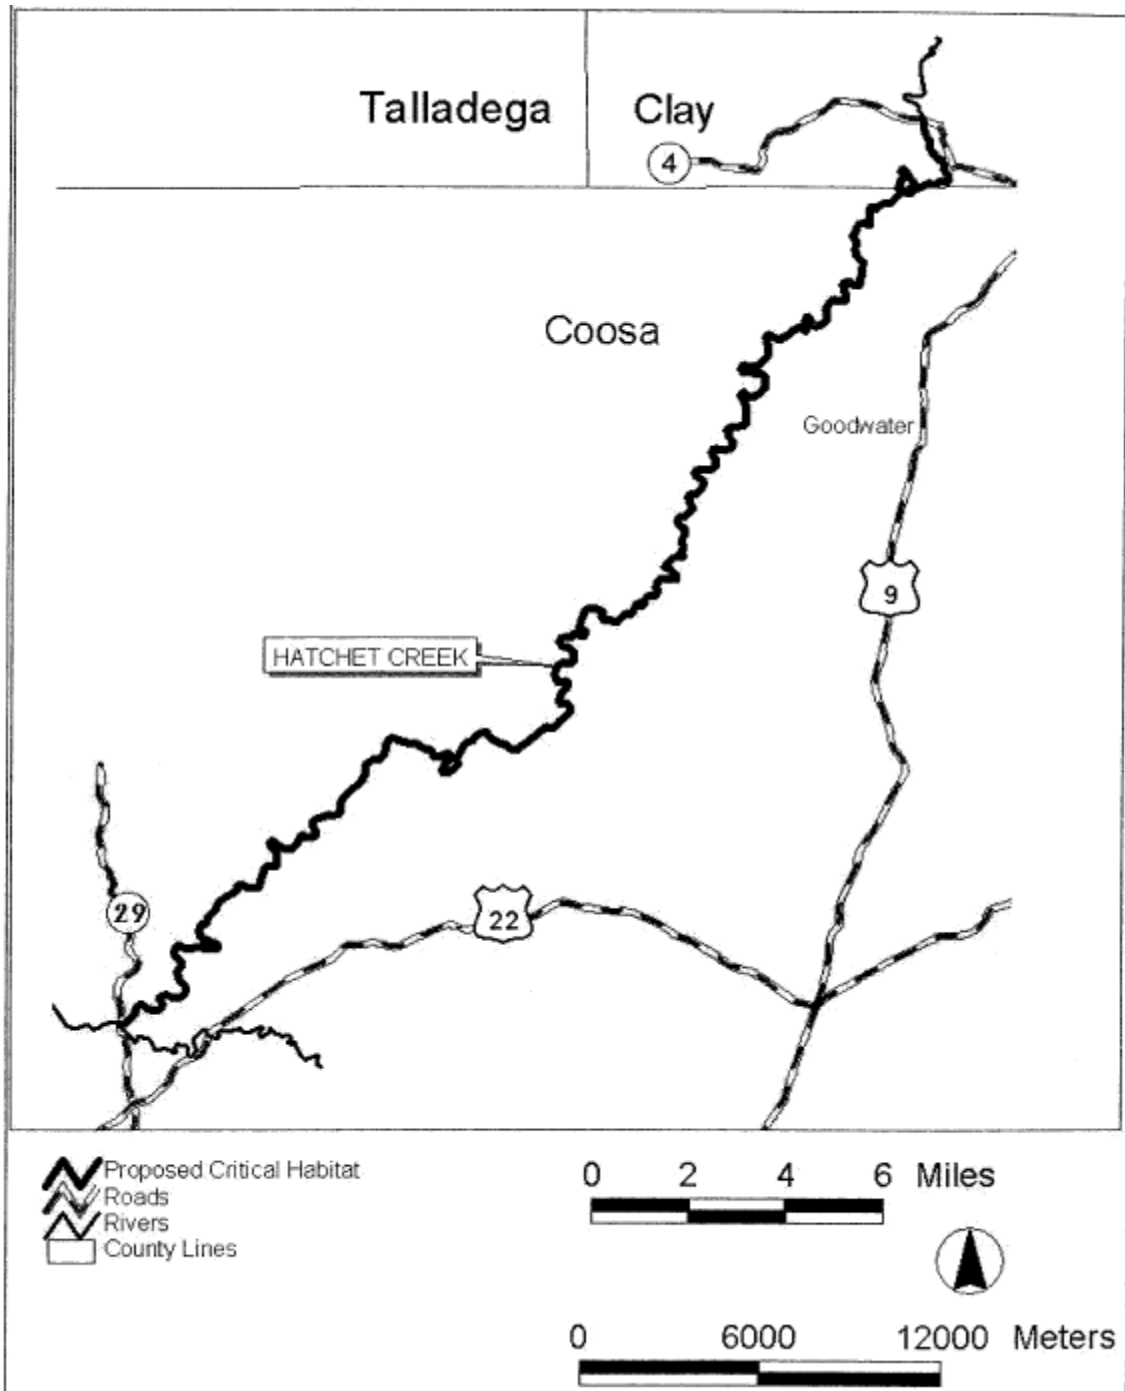 Talladega
Clay
4
Coosa
Goodwater
9
HATCHET CREEK
29
22
Proposed Critical Habitat
Roads
Rivers
County Lines
0 2 4 6 Miles
0 6000 12000 Meters